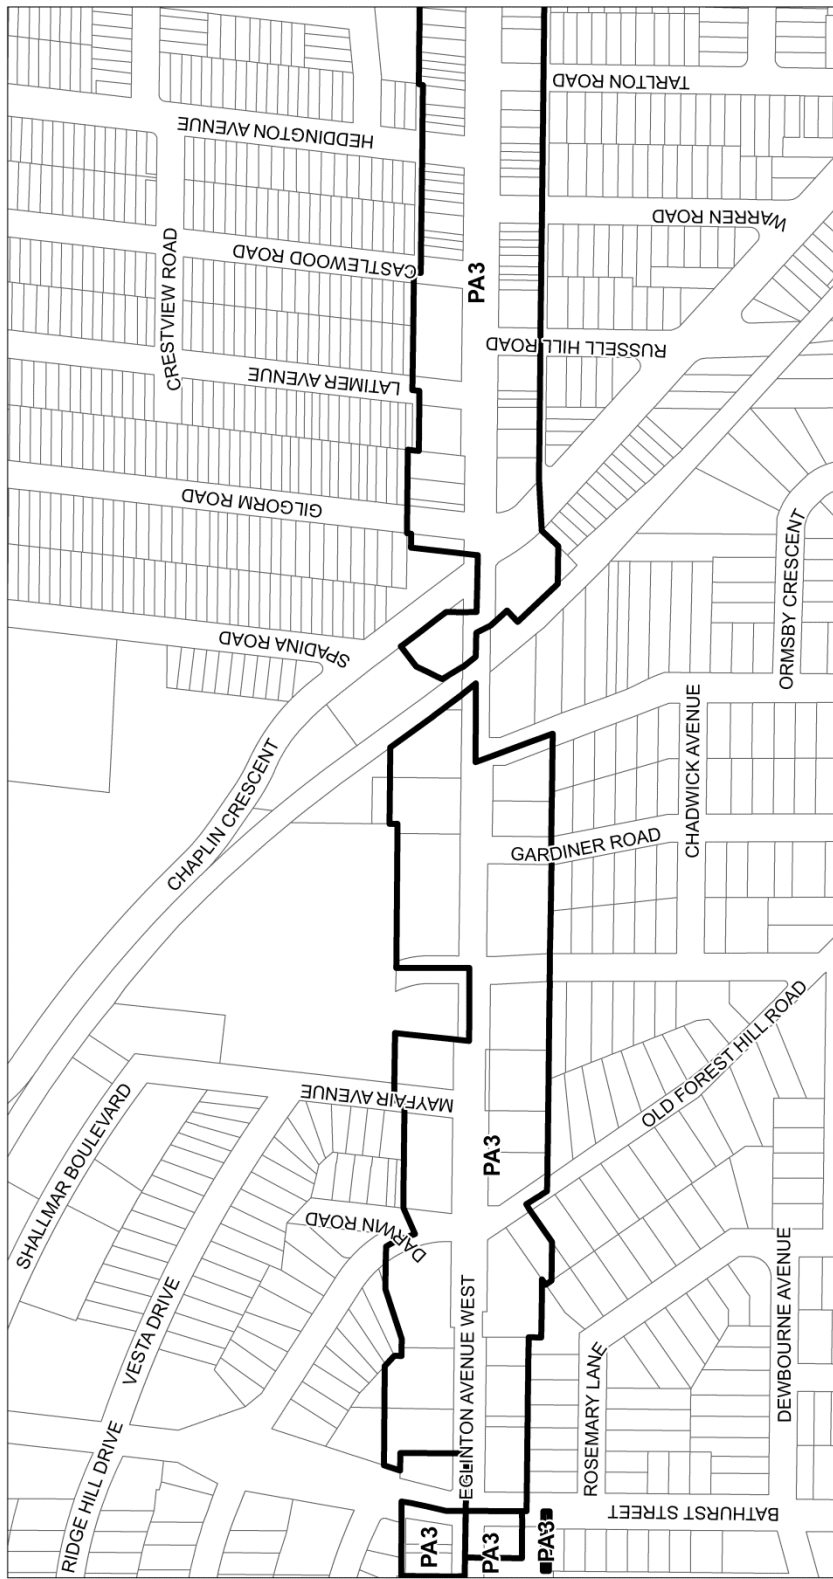 TARLTON ROAD
HEDDINGTON AVENUE
WARREN ROAD
CASTLEWOOD ROAD
CRESTVIEW ROAD
PA3
RUSSELL HILL ROAD
LATIMER AVENUE
GILGORM ROAD
ORMSBY CRESCENT
SPADINA ROAD
CHADWICK AVENUE
CHAPLIN CRESCENT
GARDINER ROAD
OLD FOREST HILL ROAD
MAYFAIR AVENUE
SHALLMAR BOULEVARD
PA3
DARWIN ROAD
DEWBOURNE AVENUE
VESTA DRIVE
EGLINTON AVENUE WEST
ROSEMARY LANE
RIDGE HILL DRIVE
BATHURST STREET
PA3
PA3
PA3